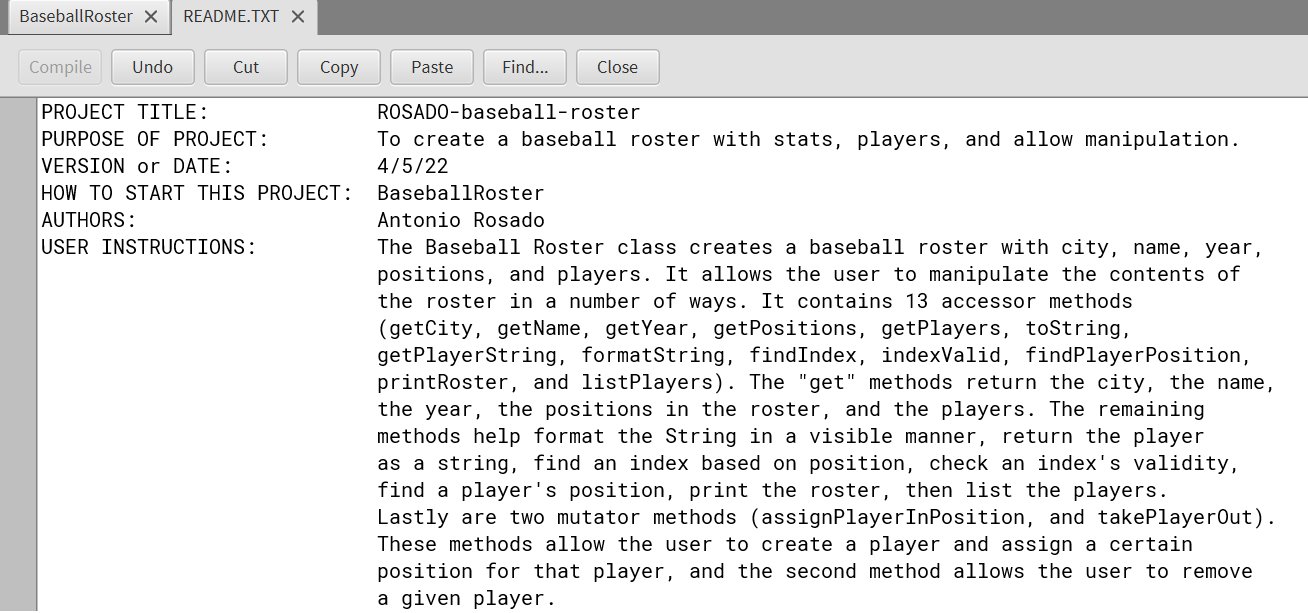 BaseballRoster × README.TXT ×
Compile Undo Cut Copy Paste Find... Close
PROJECT TITLE: ROSADO-baseball-roster
PURPOSE OF PROJECT: To create a baseball roster with stats, players, and allow manipulation.
VERSION or DATE: 4/5/22
HOW TO START THIS PROJECT: BaseballRoster
AUTHORS: Antonio Rosado
USER INSTRUCTIONS: The Baseball Roster class creates a baseball roster with city, name, year,
positions, and players. It allows the user to manipulate the contents of
the roster in a number of ways. It contains 13 accessor methods
(getCity, getName, getYear, getPositions, getPlayers, toString,
getPlayerString, formatString, findIndex, indexValid, findPlayerPosition,
printRoster, and listPlayers). The "get" methods return the city, the name,
the year, the positions in the roster, and the players. The remaining
methods help format the String in a visible manner, return the player
as a string, find an index based on position, check an index's validity,
find a player's position, print the roster, then list the players.
Lastly are two mutator methods (assignPlayerInPosition, and takePlayerOut).
These methods allow the user to create a player and assign a certain
position for that player, and the second method allows the user to remove
a given player.